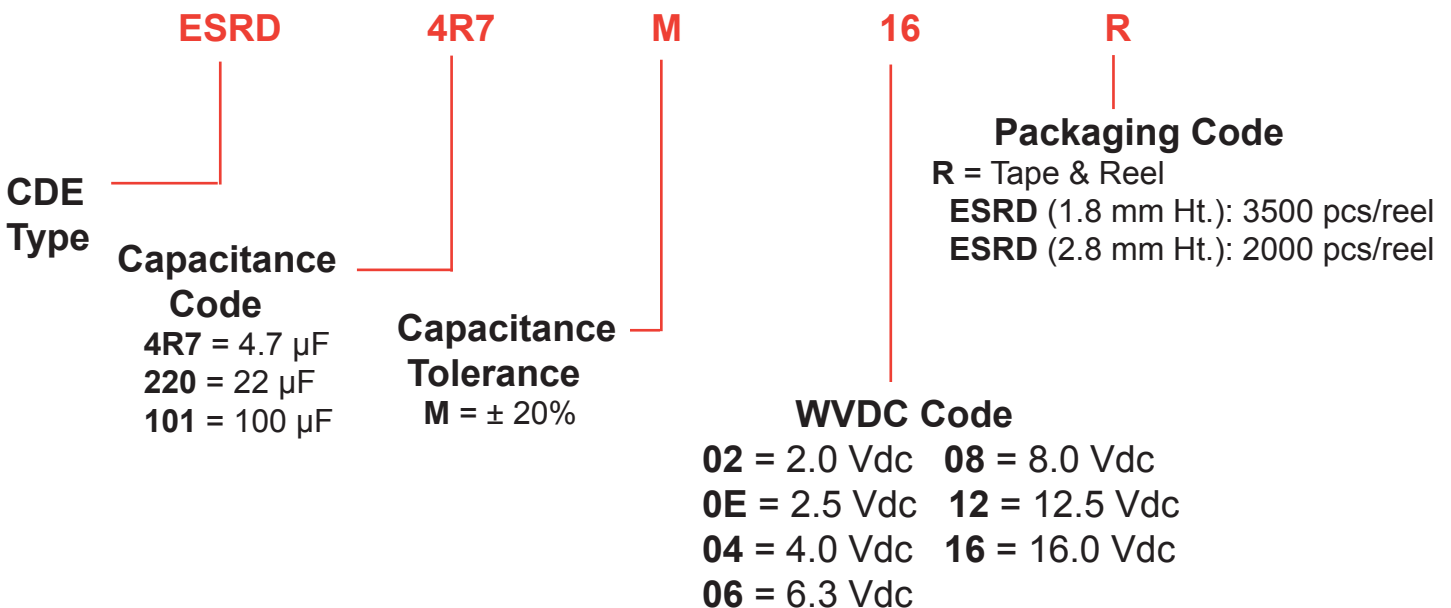 ESRD 4R7 M 16 R
CDE
Type
Capacitance
Code
4R7 = 4.7 µF
220 = 22 µF
101 = 100 µF
Capacitance
Tolerance
M = ± 20%
WVDC Code
02 = 2.0 Vdc 08 = 8.0 Vdc
0E = 2.5 Vdc 12 = 12.5 Vdc
04 = 4.0 Vdc 16 = 16.0 Vdc
06 = 6.3 Vdc
Packaging Code
R = Tape & Reel
ESRD (1.8 mm Ht.): 3500 pcs/reel
ESRD (2.8 mm Ht.): 2000 pcs/reel